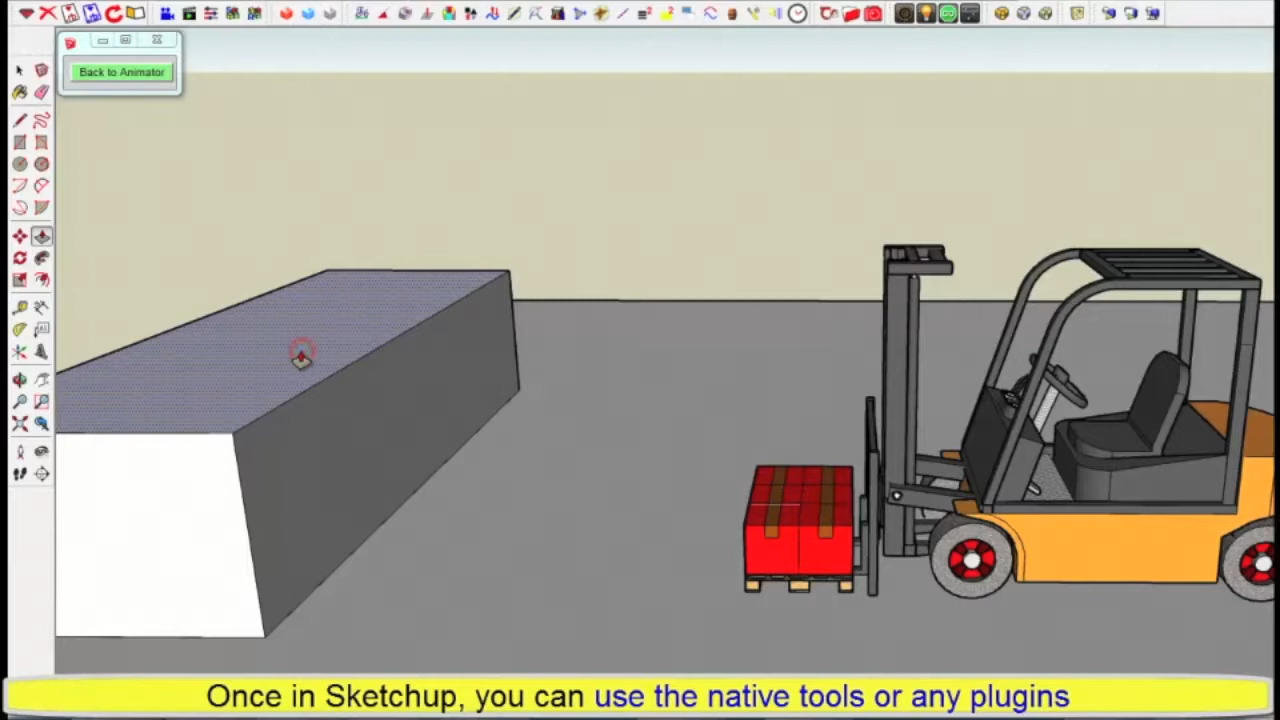 Back to Animator
Once in Sketchup, you can use the native tools or any plugins